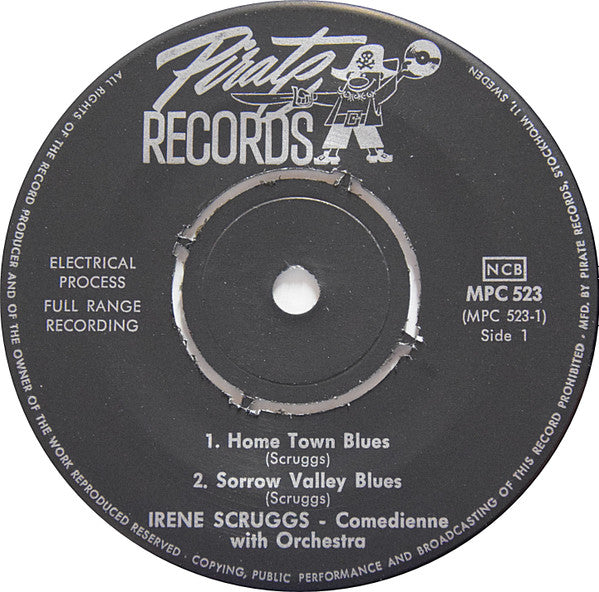 Pirate
RECORDS
ELECTRICAL
PROCESS
FULL RANGE
RECORDING
NCB
MPC 523
(MPC 523-1)
Side 1
1. Home Town Blues
(Scruggs)
2. Sorrow Valley Blues
(Scruggs)
IRENE SCRUGGS - Comedienne
with Orchestra
ALL RIGHTS OF THE RECORD PRODUCER AND OF THE OWNER OF THE WORK REPRODUCED RESERVED · COPYING, PUBLIC PERFORMANCE AND BROADCASTING OF THIS RECORD PROHIBITED · MFD. BY PIRATE RECORDS, STOCKHOLM 11, SWEDEN